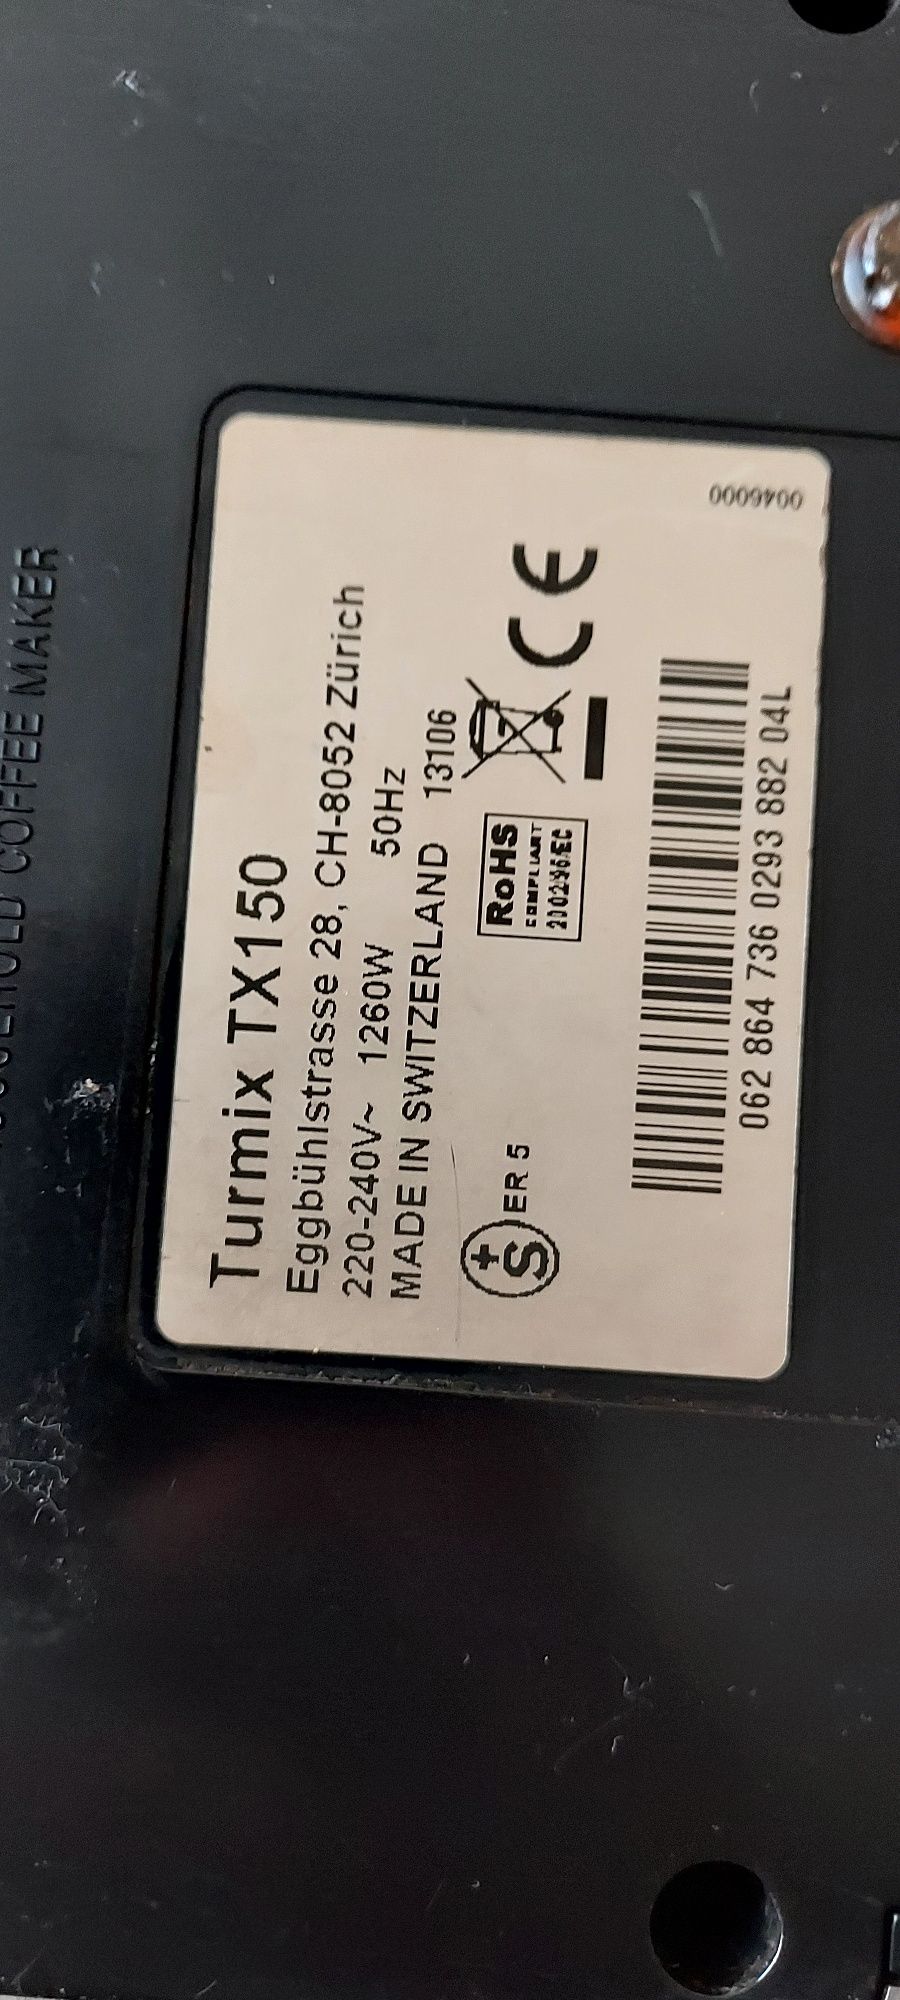 COFFEE MAKER
Turmix TX150
Eggbühlstrasse 28, CH-8052 Zürich
220-240V~ 1260W 50Hz
MADE IN SWITZERLAND 13106
S+ ER 5
RoHS
COMPLIANT
2002/95/EC
CE
062 864 736 0293 882 04L